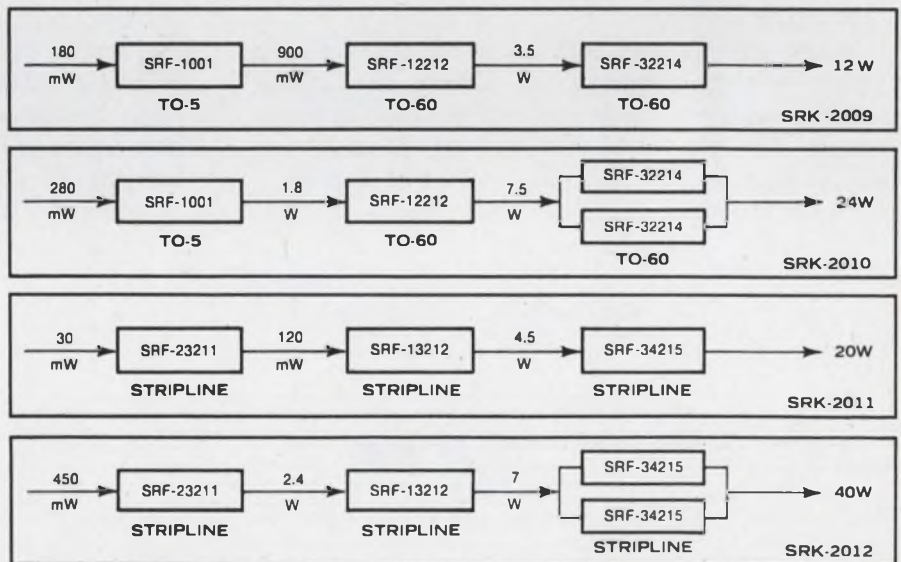 180 mW SRF-1001 900 mW SRF-12212 3.5 W SRF-32214 12 W
TO-5 TO-60 TO-60
SRK-2009
280 mW SRF-1001 1.8 W SRF-12212 7.5 W SRF-32214 24W
SRF-32214
TO-5 TO-60 TO-60
SRK-2010
30 mW SRF-23211 120 mW SRF-13212 4.5 W SRF-34215 20W
STRIPLINE STRIPLINE STRIPLINE
SRK-2011
450 mW SRF-23211 2.4 W SRF-13212 7 W SRF-34215 40W
SRF-34215
STRIPLINE STRIPLINE STRIPLINE
SRK-2012